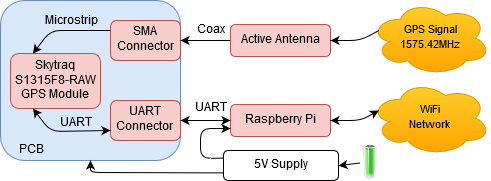 Microstrip
SMA
Connector
Coax
Active Antenna
GPS Signal
1575.42MHz
Skytraq
S1315F8-RAW
GPS Module
UART
UART
Connector
UART
Raspberry Pi
WiFi
Network
PCB
5V Supply